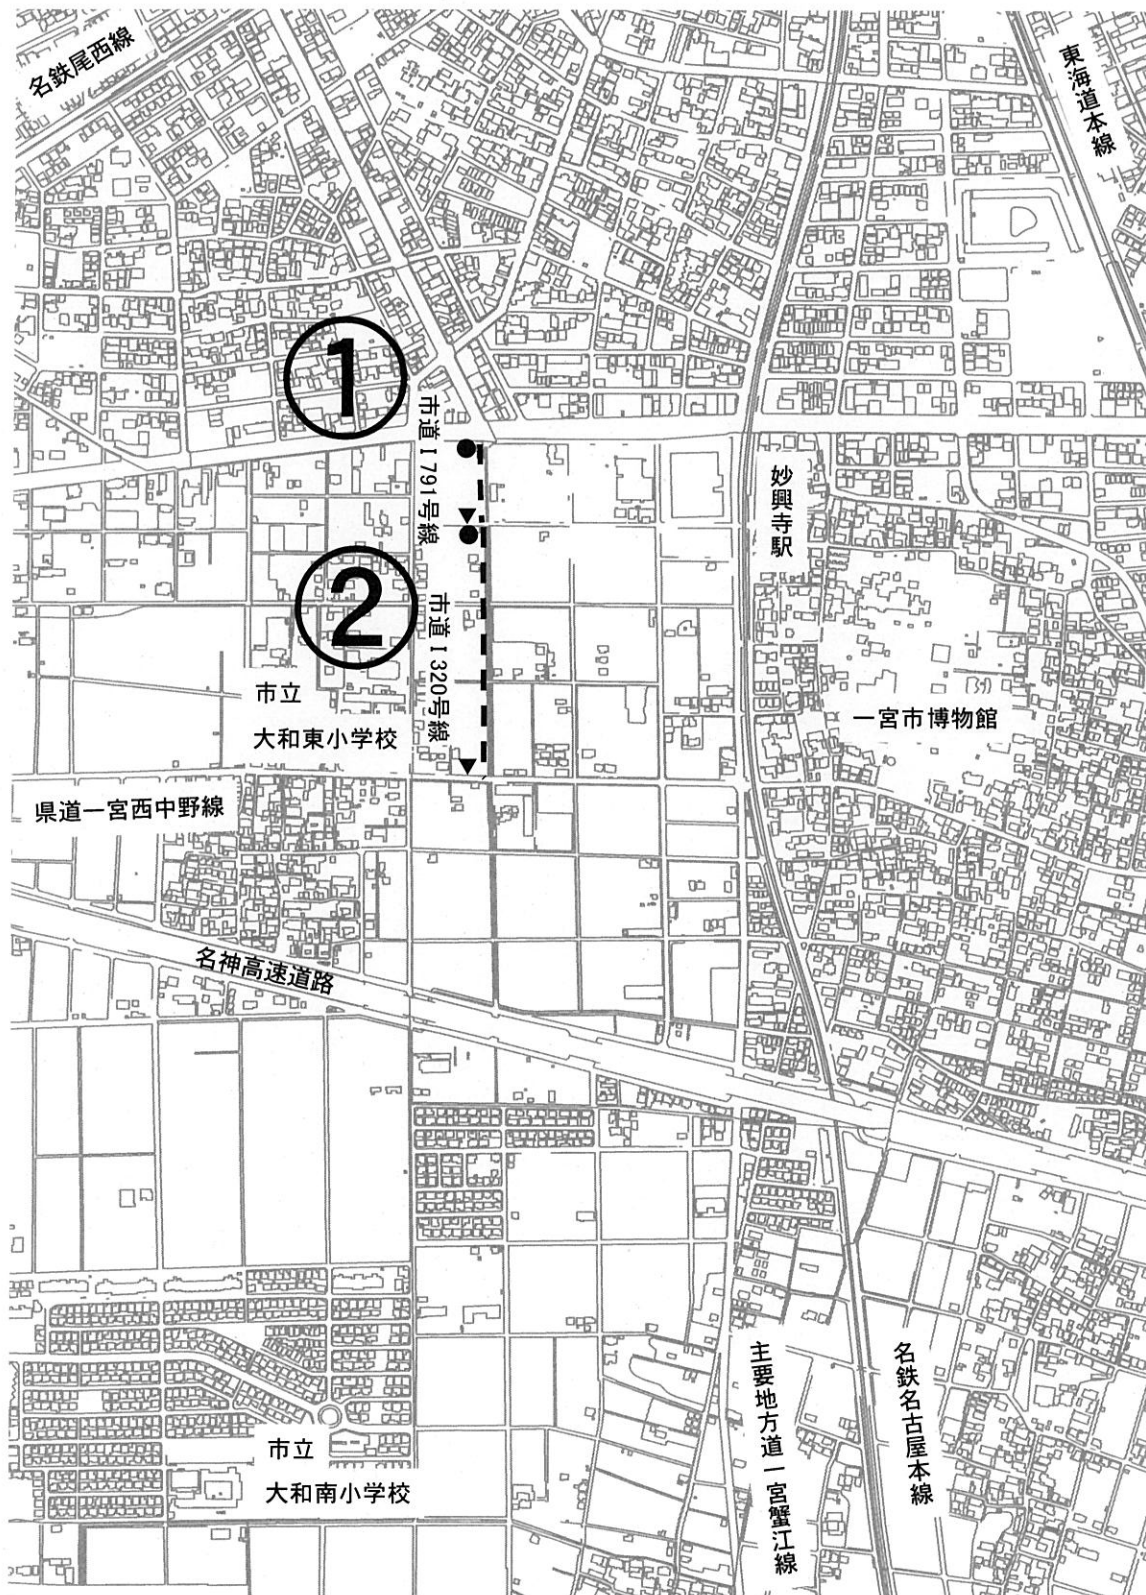 名鉄尾西線
東海道本線
①
市道I791号線
妙興寺駅
②
市道I320号線
市立
大和東小学校
一宮市博物館
県道一宮西中野線
名神高速道路
主要地方道一宮蟹江線
名鉄名古屋本線
市立
大和南小学校